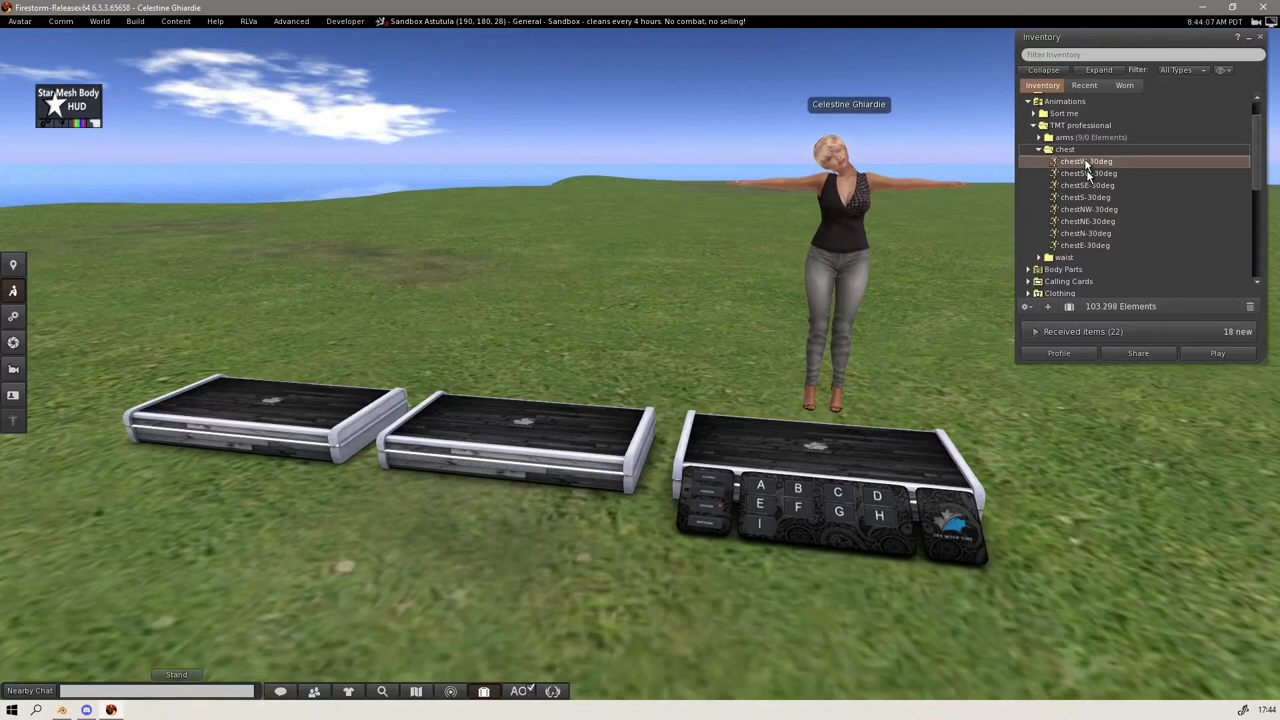 Firestorm-Releasex64 6.5.3.65658 - Celestine Ghiardie
Avatar Comm World Build Content Help RLVa Advanced Developer Sandbox Astutula (190, 180, 28) - General - Sandbox - cleans every 4 hours. No combat, no selling! 8:44:07 AM PDT
Star Mesh Body
HUD
Celestine Ghiardie
Inventory
Filter Inventory
Collapse Expand Filter: All Types
Inventory Recent Worn
Animations
Sort me
TMT professional
arms (9/0 Elements)
chest
chestW-30deg
chestSW-30deg
chestSE-30deg
chestS-30deg
chestNW-30deg
chestNE-30deg
chestN-30deg
chestE-30deg
waist
Body Parts
Calling Cards
Clothing
103.298 Elements
Received items (22) 18 new
Profile Share Play
A B C D
E F G H
I
Stand
Nearby Chat
AO
17:44